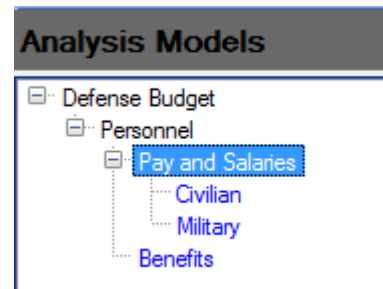 Analysis Models
Defense Budget
Personnel
Pay and Salaries
Civilian
Military
Benefits